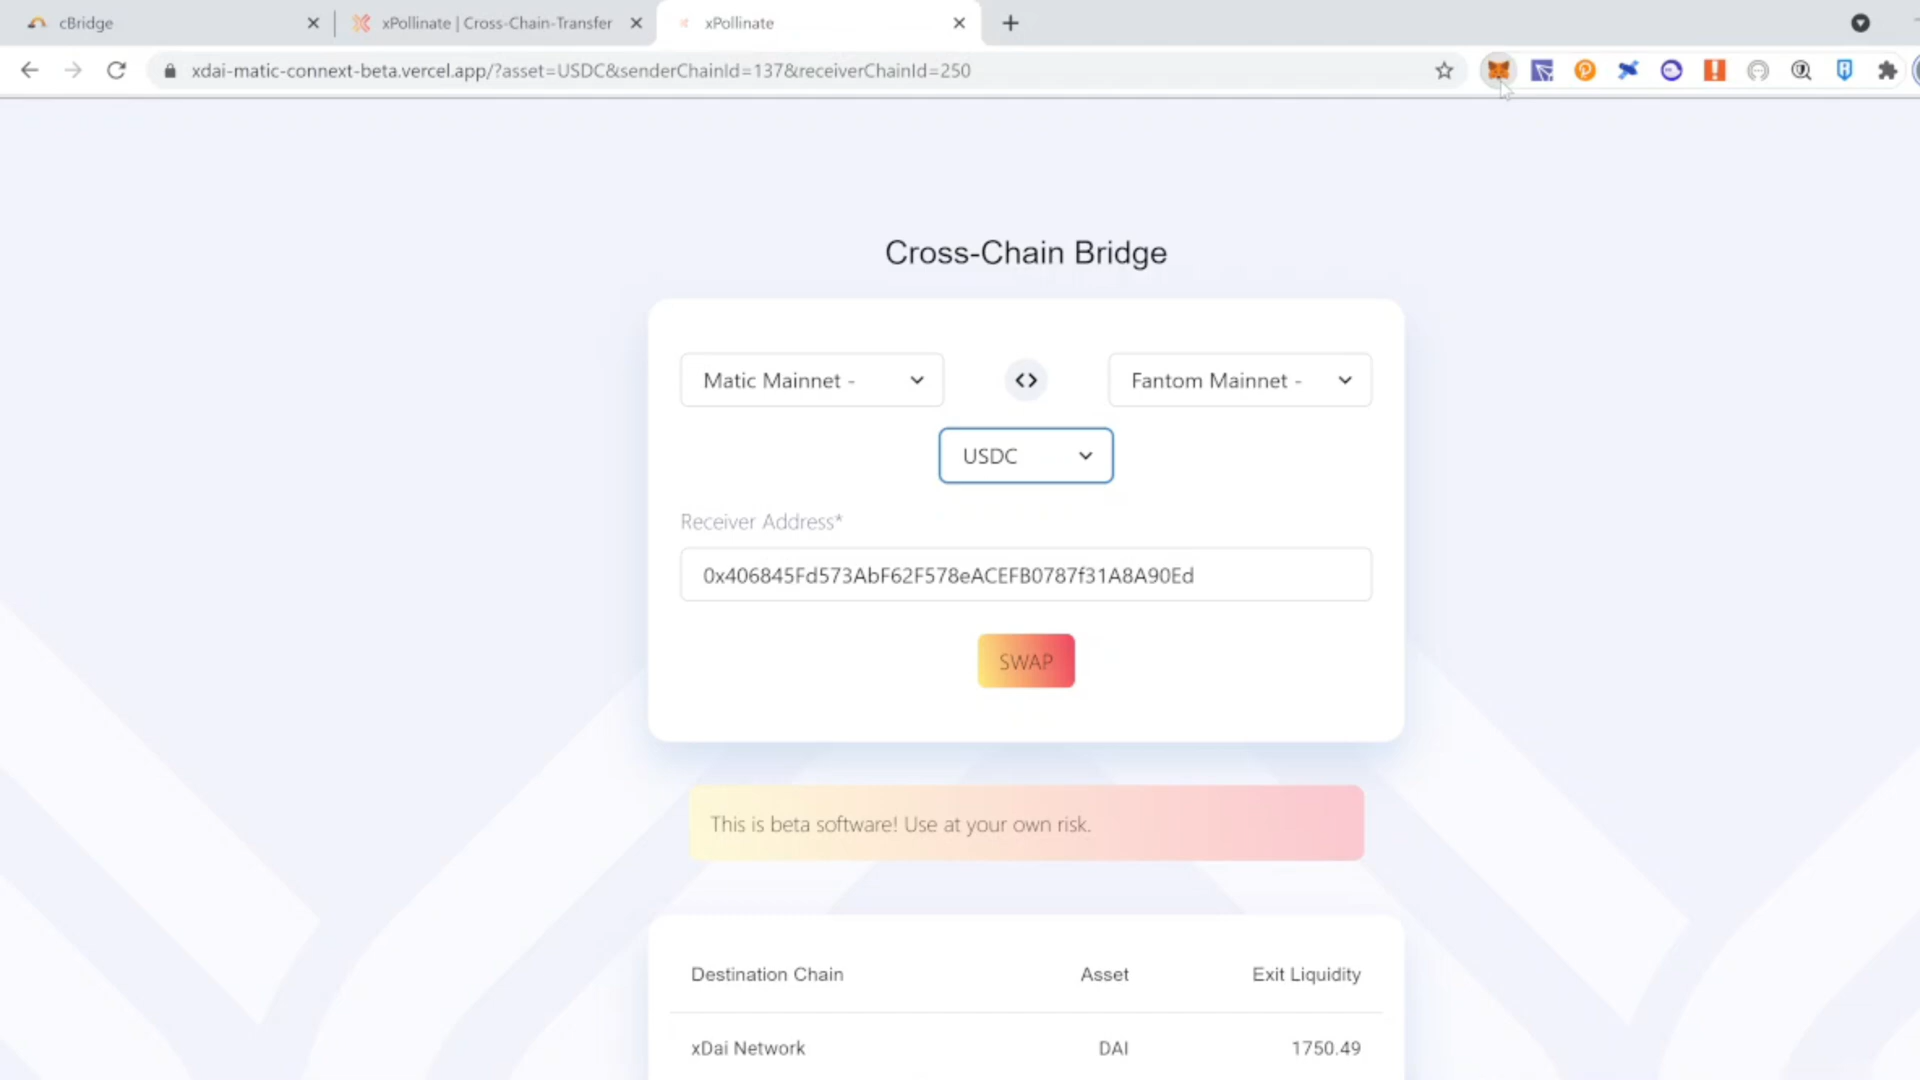 cBridge
xPollinate | Cross-Chain-Transfer
xPollinate
xdai-matic-connext-beta.vercel.app/?asset=USDC&senderChainId=137&receiverChainId=250
Cross-Chain Bridge
Matic Mainnet -
Fantom Mainnet -
USDC
Receiver Address*
0x406845Fd573AbF62F578eACEFB0787f31A8A90Ed
SWAP
This is beta software! Use at your own risk.
Destination Chain Asset Exit Liquidity
xDai Network DAI 1750.49